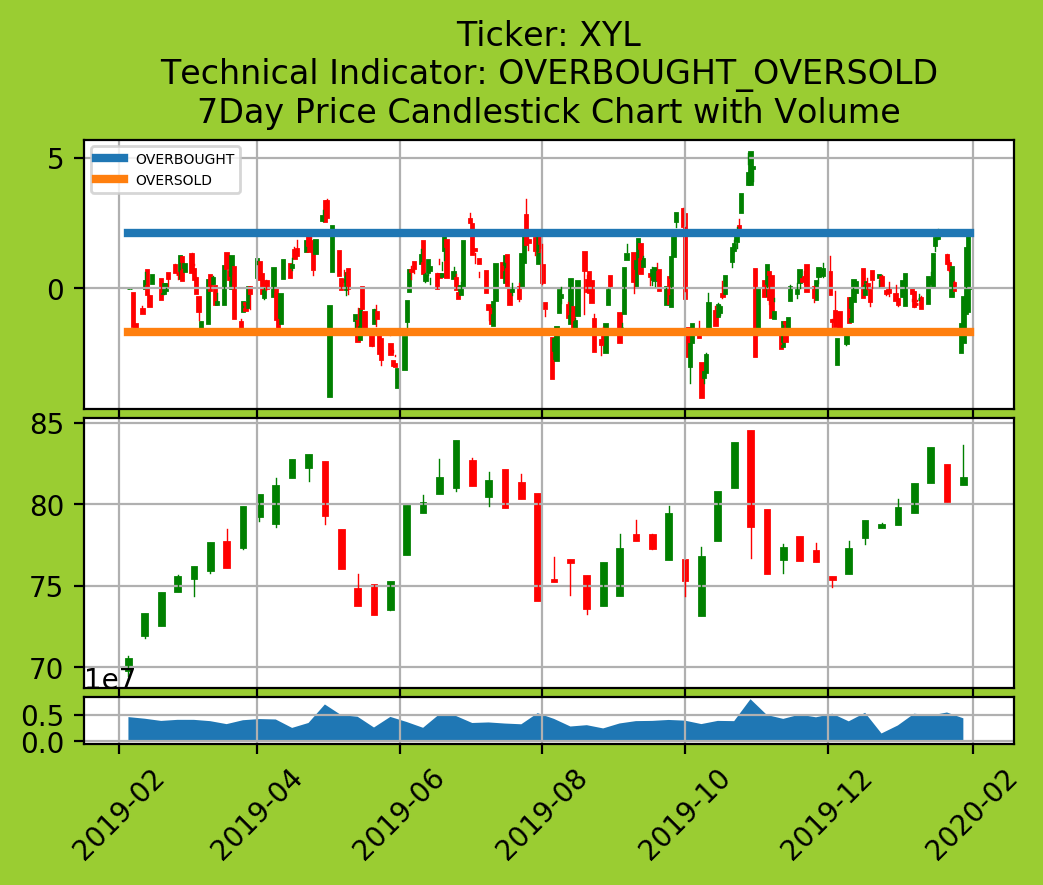 Ticker: XYL
Technical Indicator: OVERBOUGHT_OVERSOLD
7Day Price Candlestick Chart with Volume
OVERBOUGHT
OVERSOLD
5
0
85
80
75
70
1e7
0.5
0.0
2019-02
2019-04
2019-06
2019-08
2019-10
2019-12
2020-02